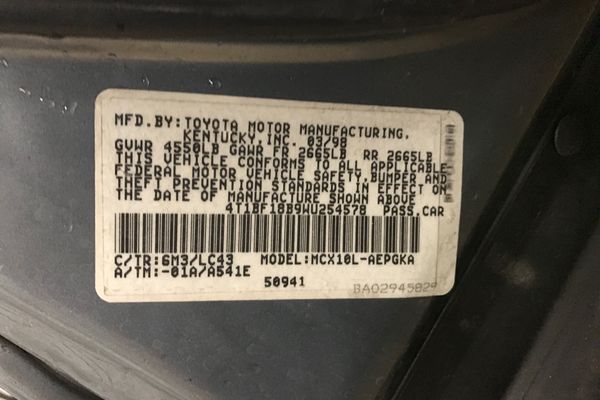 MFD.BY:TOYOTA MOTOR MANUFACTURING,
KENTUCKY INC. 03/98
GVWR 4550LB GAWR F 2665LB RR 2665LB
THIS VEHICLE CONFORMS TO ALL APPLICABLE
FEDERAL MOTOR VEHICLE SAFETY,BUMPER AND
THEFT PREVENTION STANDARDS IN EFFECT ON
THE DATE OF MANUFACTURE SHOWN ABOVE
4T1BF18B9WU254578 PASS.CAR
C/TR:6M3/LC43 MODEL:MCX10L-AEPGKA
A/TM:-01A/A541E
50941
BA02945829